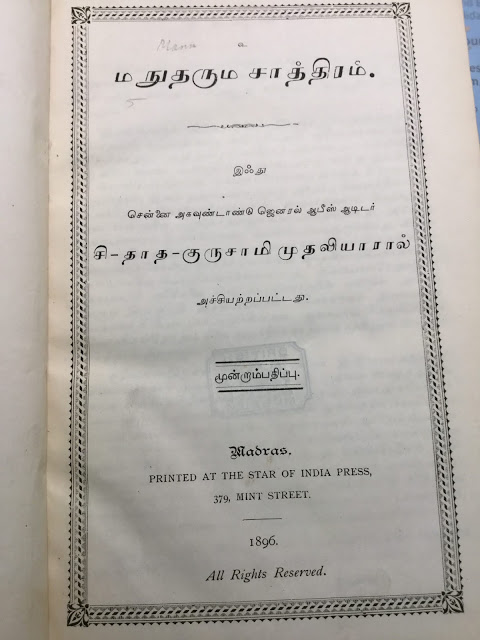 உ
மநுதரும சாத்திரம்.
இஃது
சென்னை அகவுண்டாண்டு ஜெனரல் ஆபீஸ் ஆடிடர்
சி-தாத-குருசாமி முதலியாரால்
அச்சியற்றப்பட்டது.
மூன்றாம்பதிப்பு.
Madras.
PRINTED AT THE STAR OF INDIA PRESS,
379, MINT STREET.
1896.
All Rights Reserved.